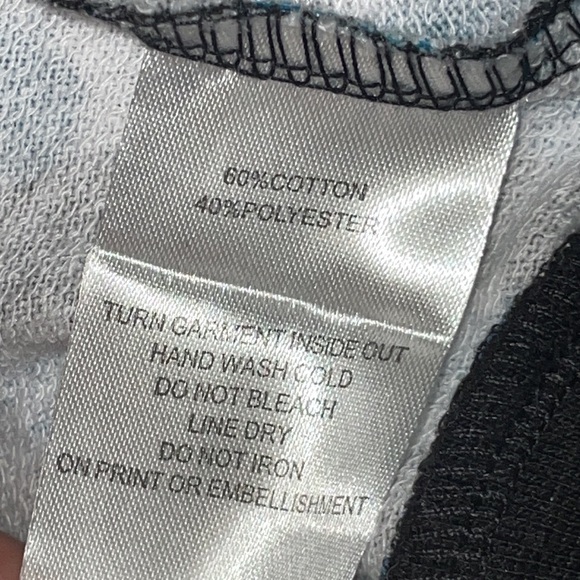 60%COTTON
40%POLYESTER
TURN GARMENT INSIDE OUT
HAND WASH COLD
DO NOT BLEACH
LINE DRY
DO NOT IRON
ON PRINT OR EMBELLISHMENT